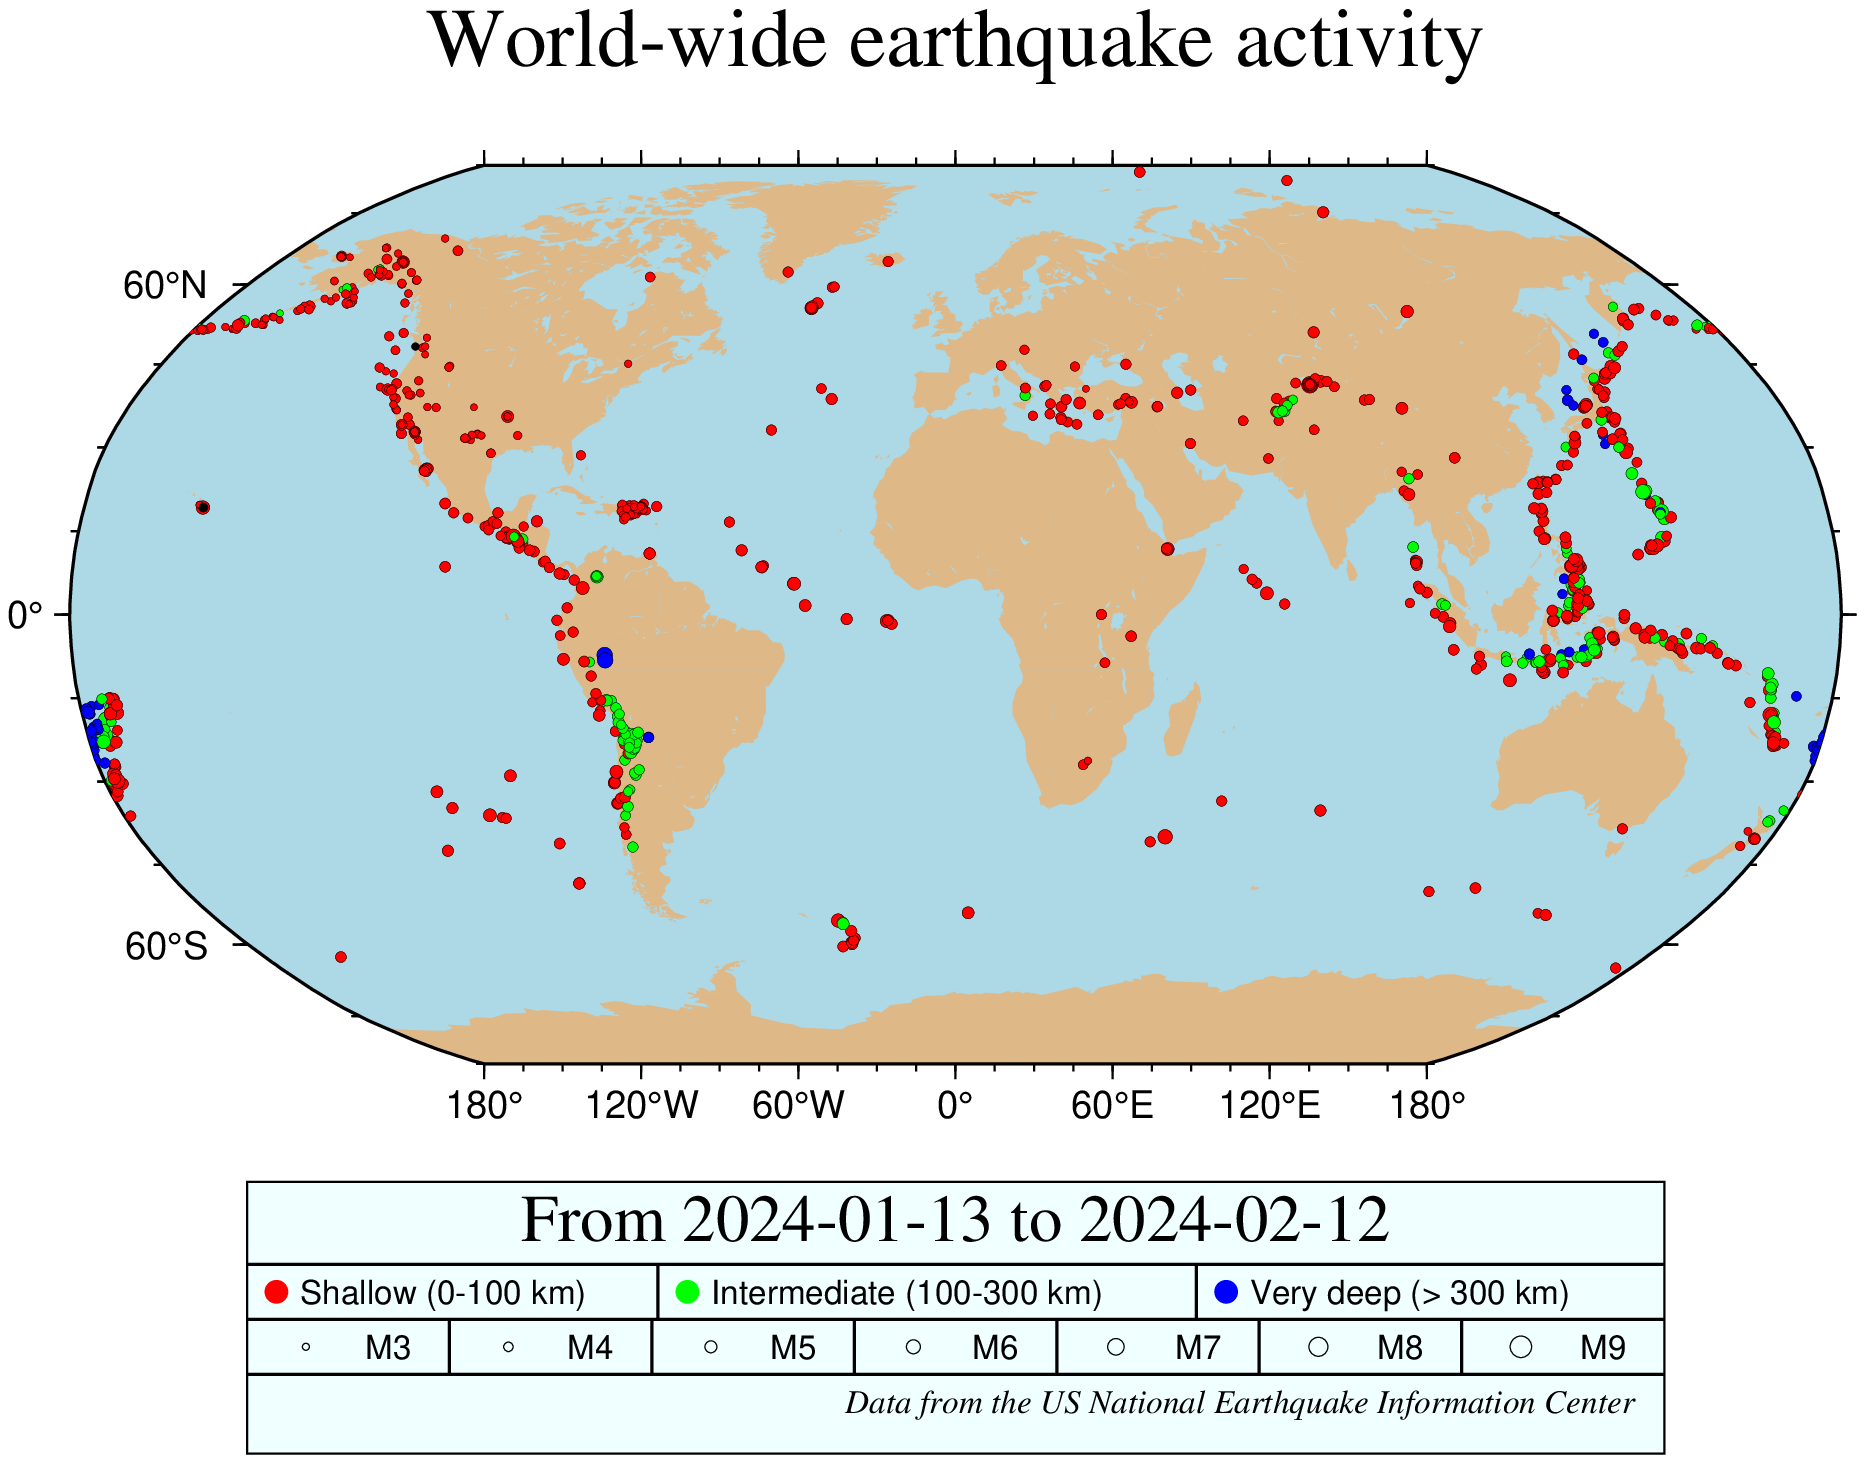 World-wide earthquake activity
60°N
0°
60°S
180° 120°W 60°W 0° 60°E 120°E 180°
From 2024-01-13 to 2024-02-12
Shallow (0-100 km) Intermediate (100-300 km) Very deep (> 300 km)
M3 M4 M5 M6 M7 M8 M9
Data from the US National Earthquake Information Center